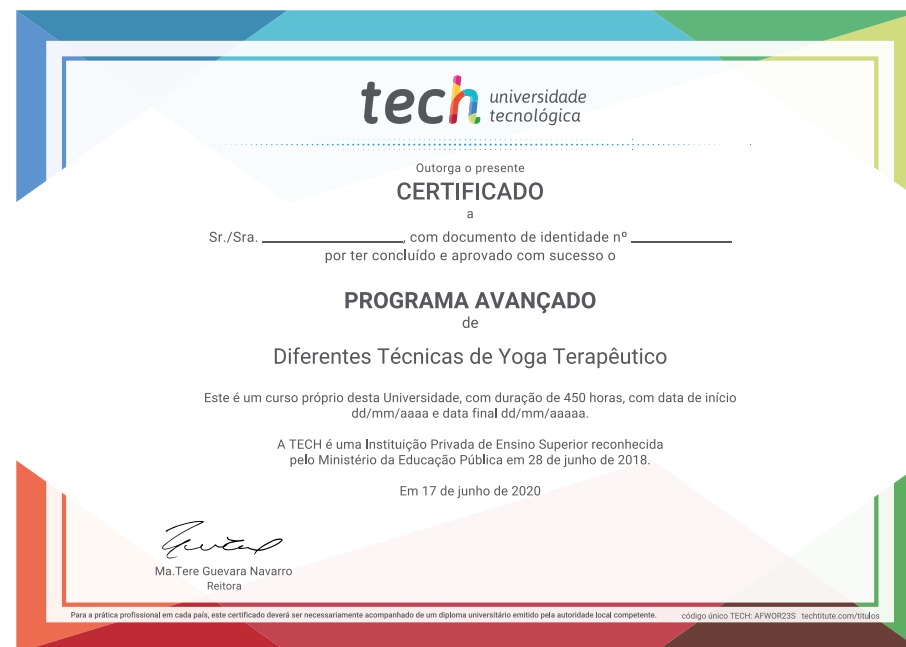 tech universidade
tecnológica
Outorga o presente
CERTIFICADO
a
Sr./Sra. ____________, com documento de identidade nº ____________
por ter concluído e aprovado com sucesso o
PROGRAMA AVANÇADO
de
Diferentes Técnicas de Yoga Terapêutico
Este é um curso próprio desta Universidade, com duração de 450 horas, com data de início
dd/mm/aaaa e data final dd/mm/aaaaa.
A TECH é uma Instituição Privada de Ensino Superior reconhecida
pelo Ministério da Educação Pública em 28 de junho de 2018.
Em 17 de junho de 2020
Ma.Tere Guevara Navarro
Reitora
Para a prática profissional em cada país, este certificado deverá ser necessariamente acompanhado de um diploma universitário emitido pela autoridade local competente. código único TECH: AFWOR23S techtitute.com/titulos